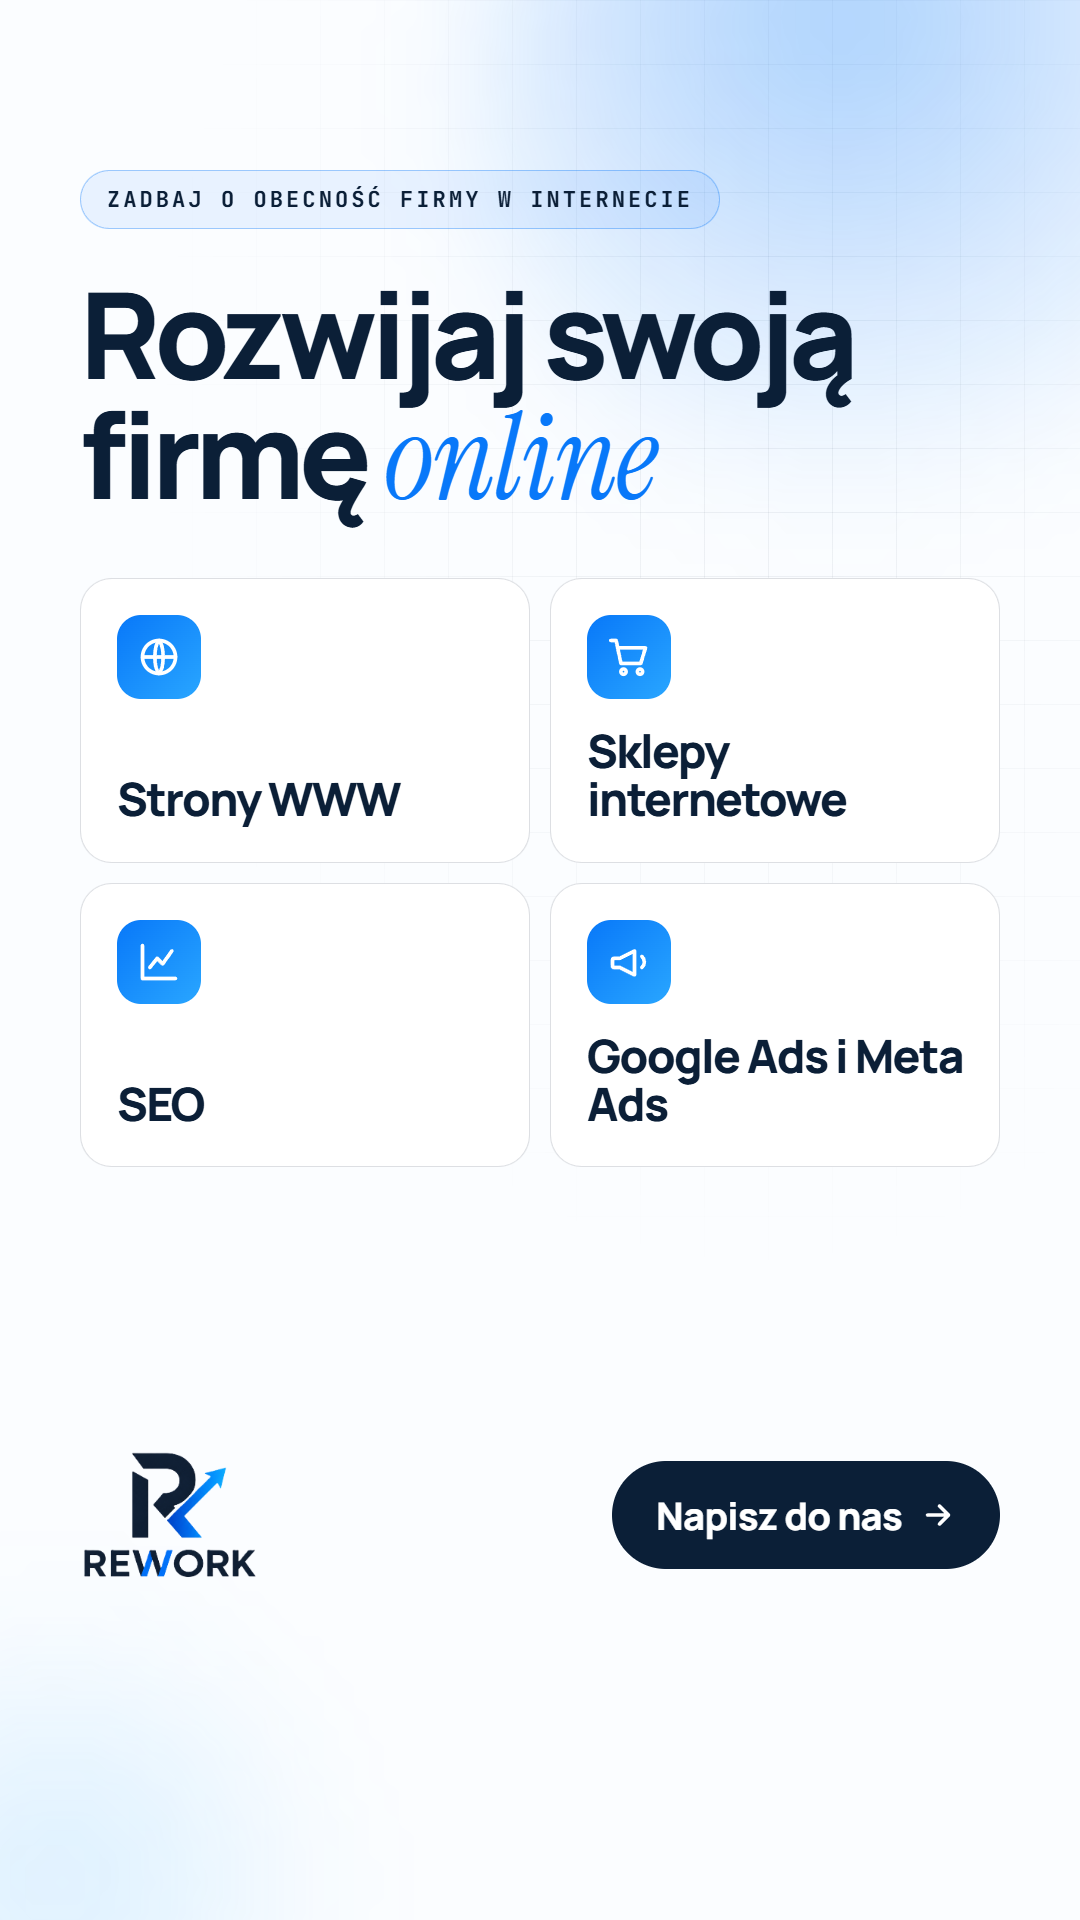 ZADBAJ O OBECNOŚĆ FIRMY W INTERNECIE
Rozwijaj swoją
firmę online
Strony WWW
Sklepy
internetowe
SEO
Google Ads i Meta
Ads
REWORK
Napisz do nas